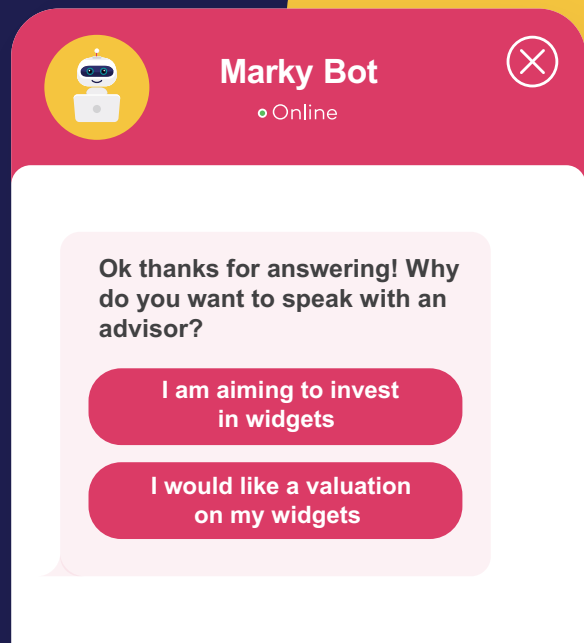 Marky Bot
Online
Ok thanks for answering! Why
do you want to speak with an
advisor?
I am aiming to invest
in widgets
I would like a valuation
on my widgets